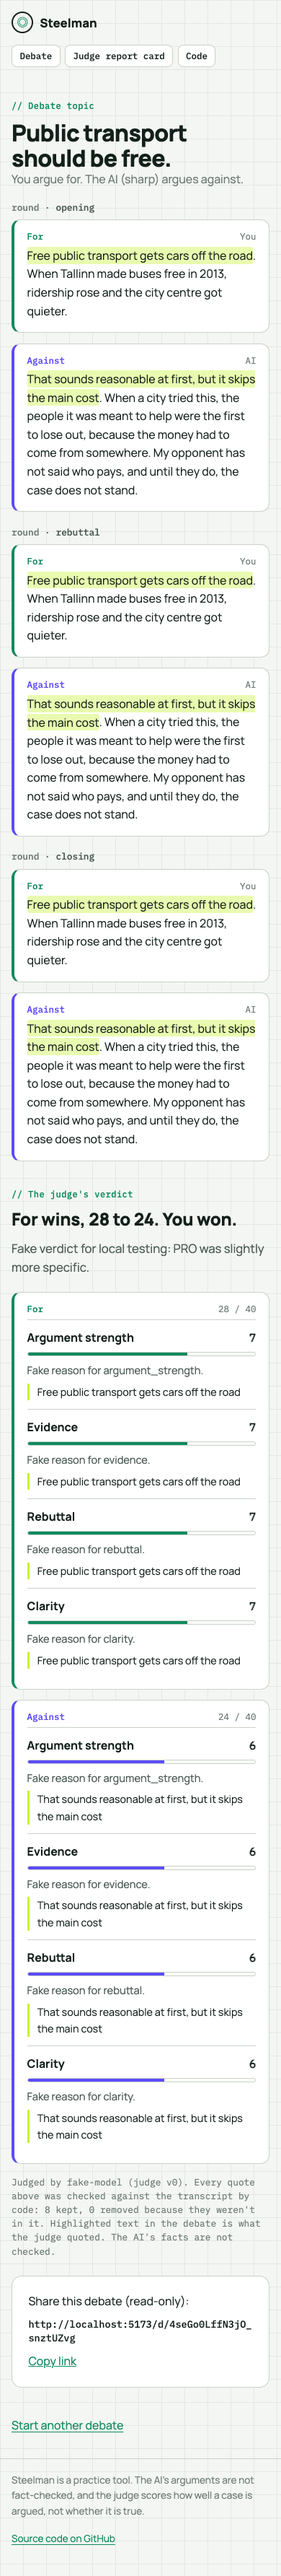 Steelman
Debate
Judge report card
Code
// Debate topic
Public transport
should be free.
You argue for. The AI (sharp) argues against.
round · opening
For
You
Free public transport gets cars off the road.
When Tallinn made buses free in 2013,
ridership rose and the city centre got
quieter.
Against
AI
That sounds reasonable at first, but it skips
the main cost. When a city tried this, the
people it was meant to help were the first
to lose out, because the money had to
come from somewhere. My opponent has
not said who pays, and until they do, the
case does not stand.
round · rebuttal
For
You
Free public transport gets cars off the road.
When Tallinn made buses free in 2013,
ridership rose and the city centre got
quieter.
Against
AI
That sounds reasonable at first, but it skips
the main cost. When a city tried this, the
people it was meant to help were the first
to lose out, because the money had to
come from somewhere. My opponent has
not said who pays, and until they do, the
case does not stand.
round · closing
For
You
Free public transport gets cars off the road.
When Tallinn made buses free in 2013,
ridership rose and the city centre got
quieter.
Against
AI
That sounds reasonable at first, but it skips
the main cost. When a city tried this, the
people it was meant to help were the first
to lose out, because the money had to
come from somewhere. My opponent has
not said who pays, and until they do, the
case does not stand.
// The judge's verdict
For wins, 28 to 24. You won.
Fake verdict for local testing: PRO was slightly
more specific.
For
28 / 40
Argument strength
7
Fake reason for argument_strength.
Free public transport gets cars off the road
Evidence
7
Fake reason for evidence.
Free public transport gets cars off the road
Rebuttal
7
Fake reason for rebuttal.
Free public transport gets cars off the road
Clarity
7
Fake reason for clarity.
Free public transport gets cars off the road
Against
24 / 40
Argument strength
6
Fake reason for argument_strength.
That sounds reasonable at first, but it skips
the main cost
Evidence
6
Fake reason for evidence.
That sounds reasonable at first, but it skips
the main cost
Rebuttal
6
Fake reason for rebuttal.
That sounds reasonable at first, but it skips
the main cost
Clarity
6
Fake reason for clarity.
That sounds reasonable at first, but it skips
the main cost
Judged by fake-model (judge v0). Every quote
above was checked against the transcript by
code: 8 kept, 0 removed because they weren't
in it. Highlighted text in the debate is what
the judge quoted. The AI's facts are not
checked.
Share this debate (read-only):
http://localhost:5173/d/4seGo0LffN3jO_
snztUZvg
Copy link
Start another debate
Steelman is a practice tool. The AI's arguments are not
fact-checked, and the judge scores how well a case is
argued, not whether it is true.
Source code on GitHub